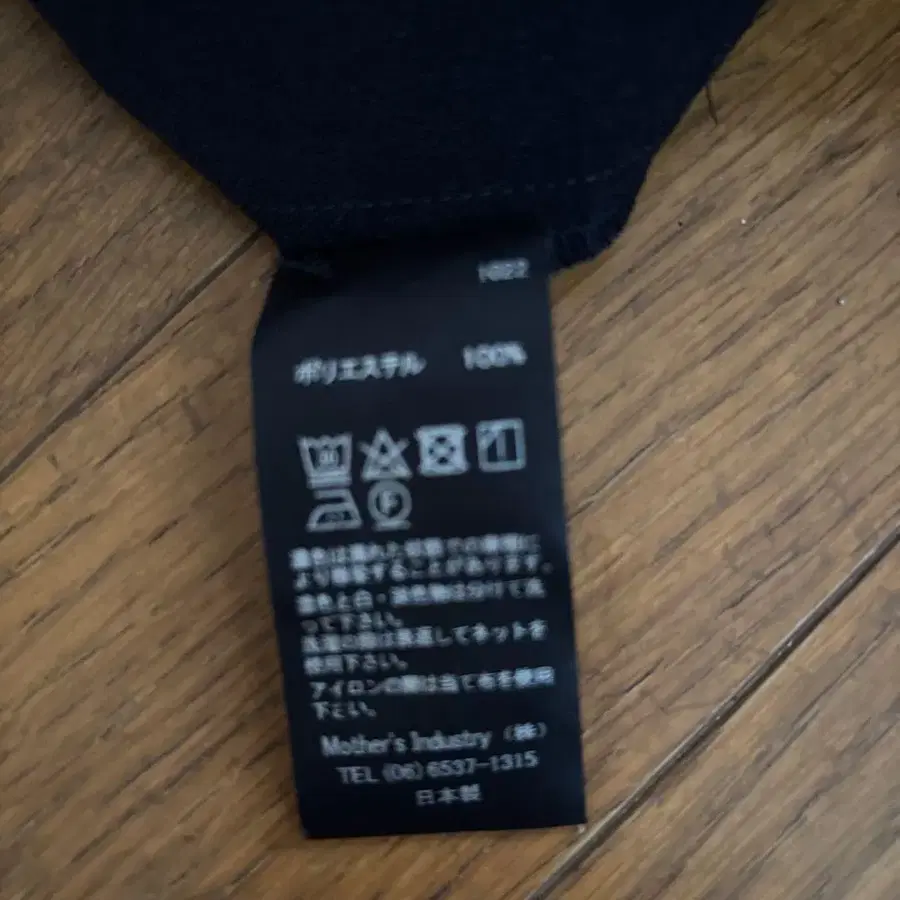 1022
ポリエステル 100%
F
濃色は濡れた状態での摩擦に
より移染することがあります。
濃色と白・淡色物は分けて洗
って下さい。
洗濯の際は裏返してネットを
使用下さい。
アイロンの際は当て布を使用
下さい。
Mother's Industry (株)
TEL (06) 6537-1315
日本製